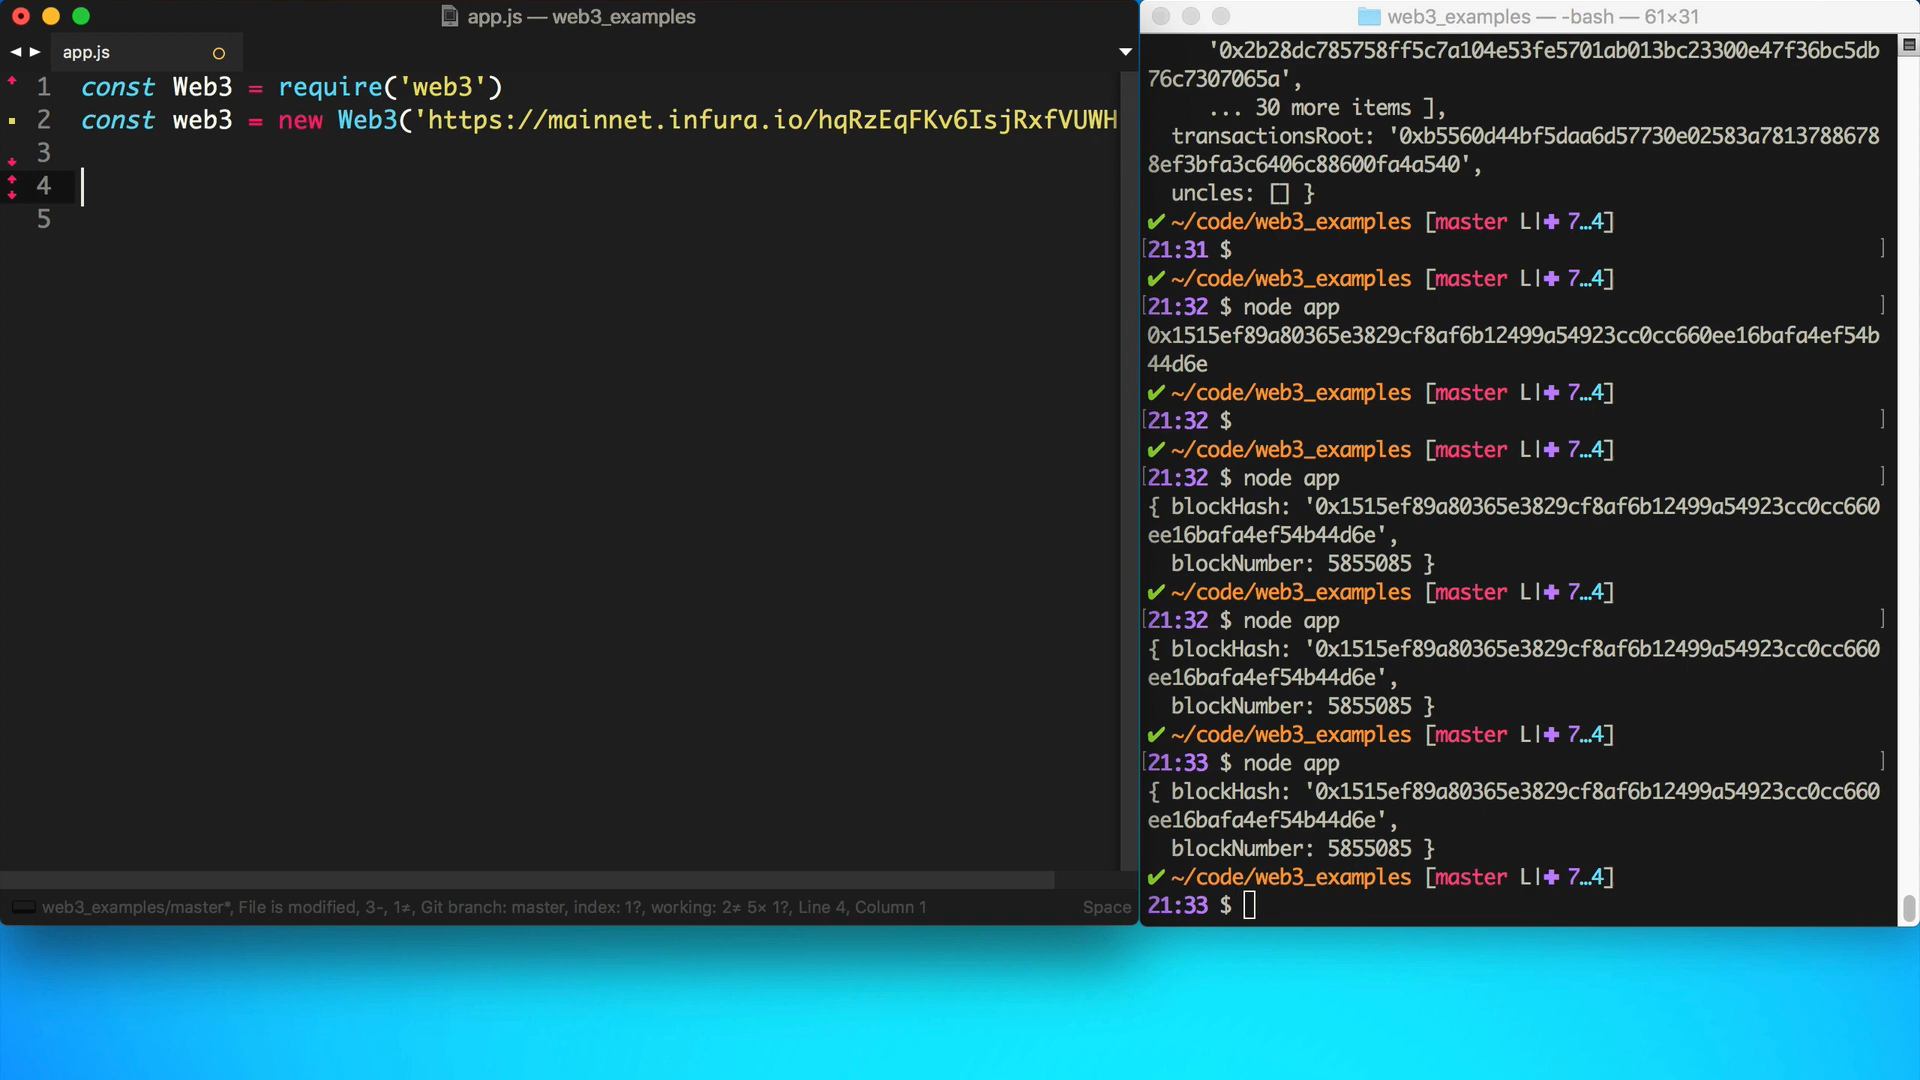 app.js — web3_examples
app.js
1 const Web3 = require('web3')
2 const web3 = new Web3('https://mainnet.infura.io/hqRzEqFKv6IsjRxfVUWH
3
4
5
web3_examples/master*, File is modified, 3-, 1≠, Git branch: master, index: 1?, working: 2≠ 5× 1?, Line 4, Column 1
Space
web3_examples — -bash — 61×31
'0x2b28dc785758ff5c7a104e53fe5701ab013bc23300e47f36bc5db
76c7307065a',
... 30 more items ],
transactionsRoot: '0xb5560d44bf5daa6d57730e02583a7813788678
8ef3bfa3c6406c88600fa4a540',
uncles: [] }
✔ ~/code/web3_examples [master L|✚ 7…4]
[21:31 $ ]
✔ ~/code/web3_examples [master L|✚ 7…4]
[21:32 $ node app ]
0x1515ef89a80365e3829cf8af6b12499a54923cc0cc660ee16bafa4ef54b
44d6e
✔ ~/code/web3_examples [master L|✚ 7…4]
[21:32 $ ]
✔ ~/code/web3_examples [master L|✚ 7…4]
[21:32 $ node app ]
{ blockHash: '0x1515ef89a80365e3829cf8af6b12499a54923cc0cc660
ee16bafa4ef54b44d6e',
blockNumber: 5855085 }
✔ ~/code/web3_examples [master L|✚ 7…4]
[21:32 $ node app ]
{ blockHash: '0x1515ef89a80365e3829cf8af6b12499a54923cc0cc660
ee16bafa4ef54b44d6e',
blockNumber: 5855085 }
✔ ~/code/web3_examples [master L|✚ 7…4]
[21:33 $ node app ]
{ blockHash: '0x1515ef89a80365e3829cf8af6b12499a54923cc0cc660
ee16bafa4ef54b44d6e',
blockNumber: 5855085 }
✔ ~/code/web3_examples [master L|✚ 7…4]
21:33 $